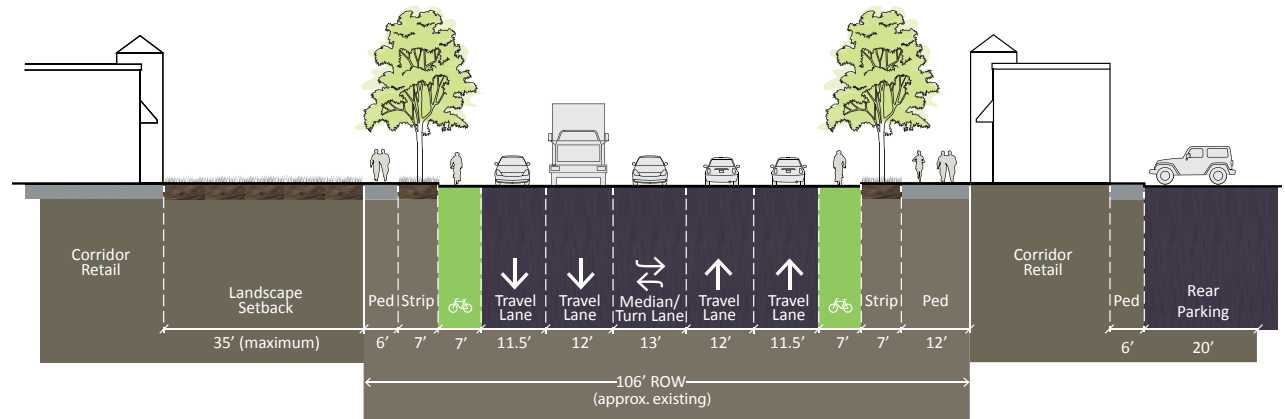 Corridor
Retail
Landscape
Setback
Ped
Strip
Travel
Lane
Travel
Lane
Median/
Turn Lane
Travel
Lane
Travel
Lane
Strip
Ped
Corridor
Retail
Ped
Rear
Parking
35’ (maximum)
6’
7’
7’
11.5’
12’
13’
12’
11.5’
7’
7’
12’
6’
20’
106’ ROW
(approx. existing)